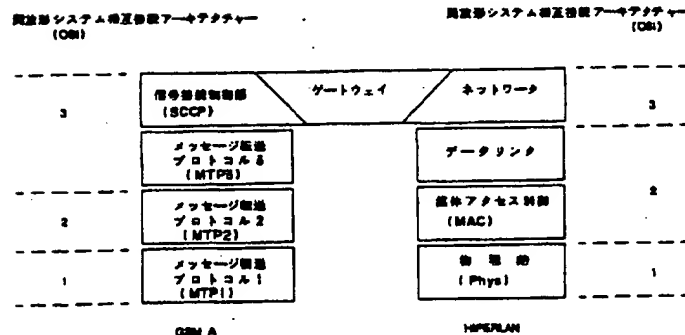 開放形システム相互接続アーキテクチャー
(OSI)
開放形システム相互接続アーキテクチャー
(OSI)
3
信号接続制御部
(SCCP)
ゲートウェイ
ネットワーク
3
メッセージ転送
プロトコル3
(MTP3)
データリンク
2
メッセージ転送
プロトコル2
(MTP2)
媒体アクセス制御
(MAC)
2
1
メッセージ転送
プロトコル1
(MTP1)
物理的
(Phys)
1
GSM A
HIPERLAN